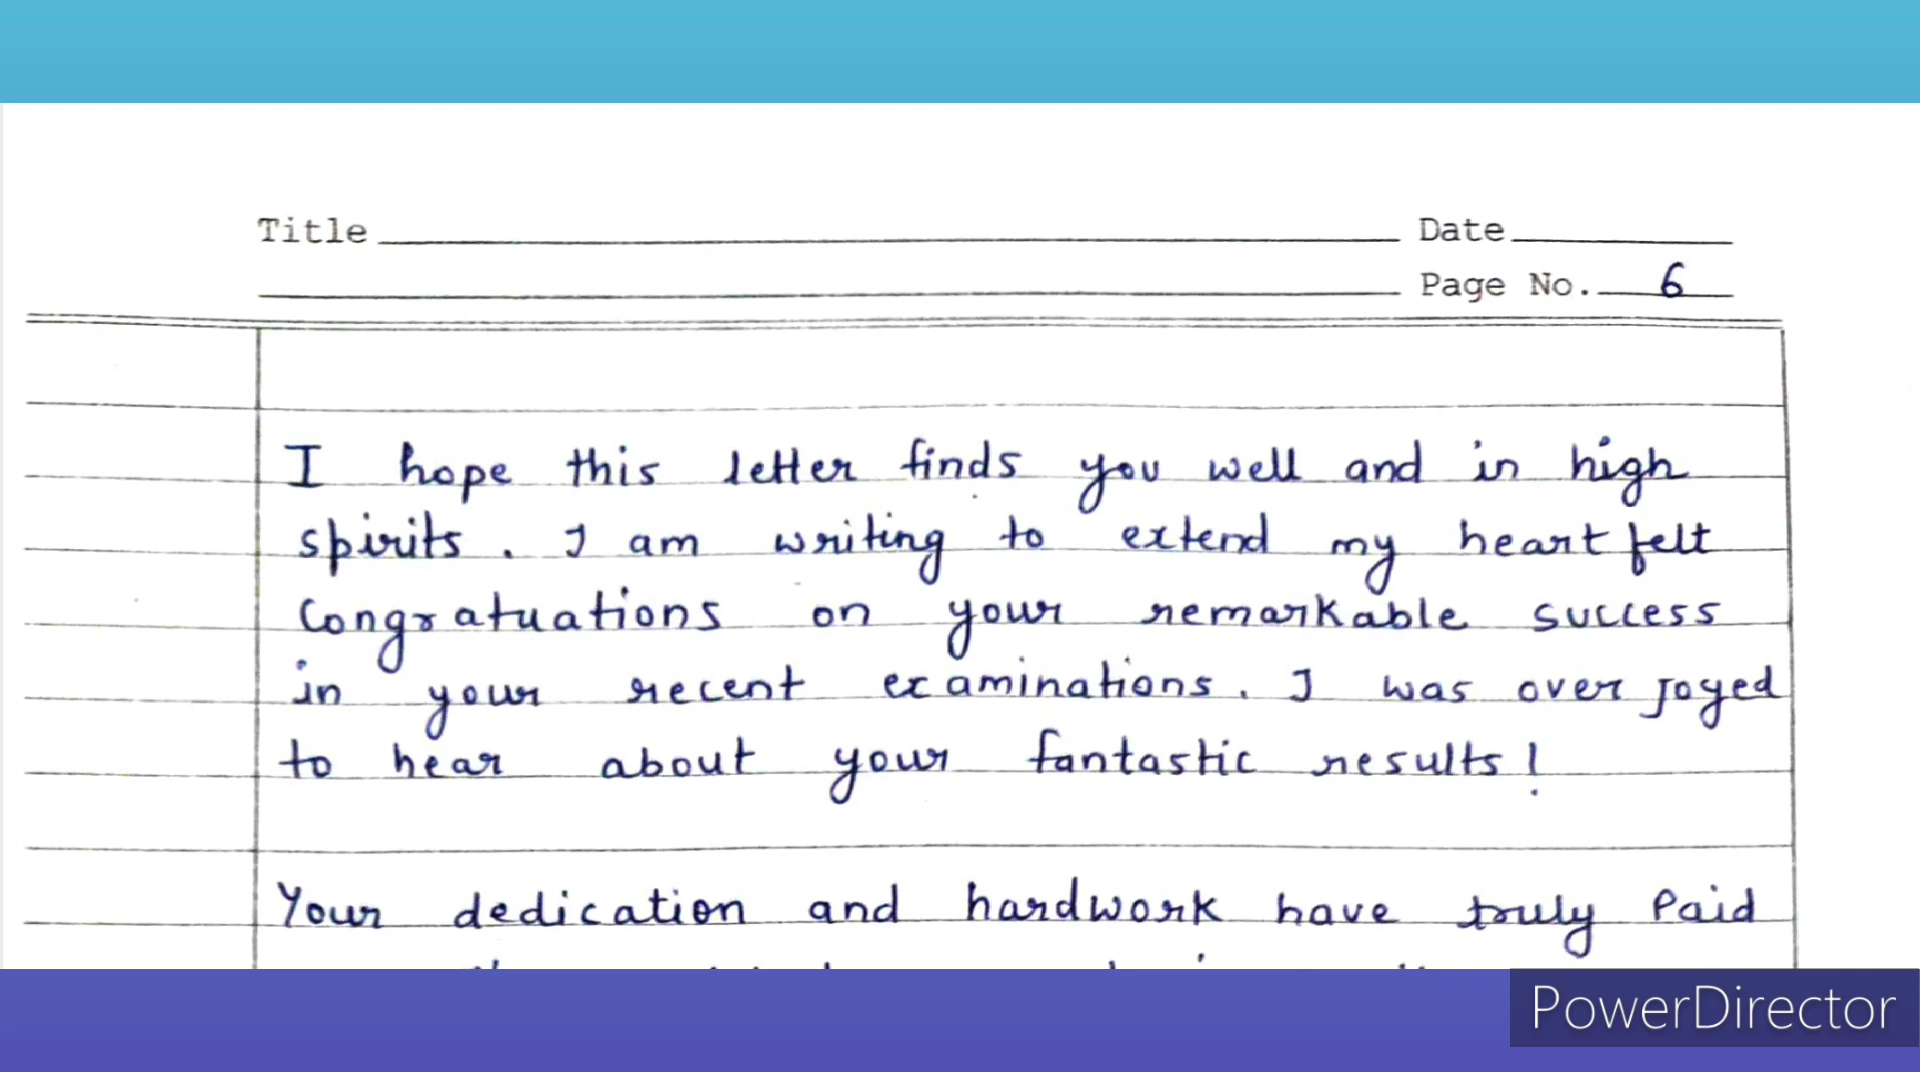 Title Date
Page No. 6
I hope this letter finds you well and in high
spirits. I am writing to extend my heartfelt
Congratuations on your remarkable success
in your recent examinations. I was overjoyed
to hear about your fantastic results!
Your dedication and hardwork have truly Paid
PowerDirector